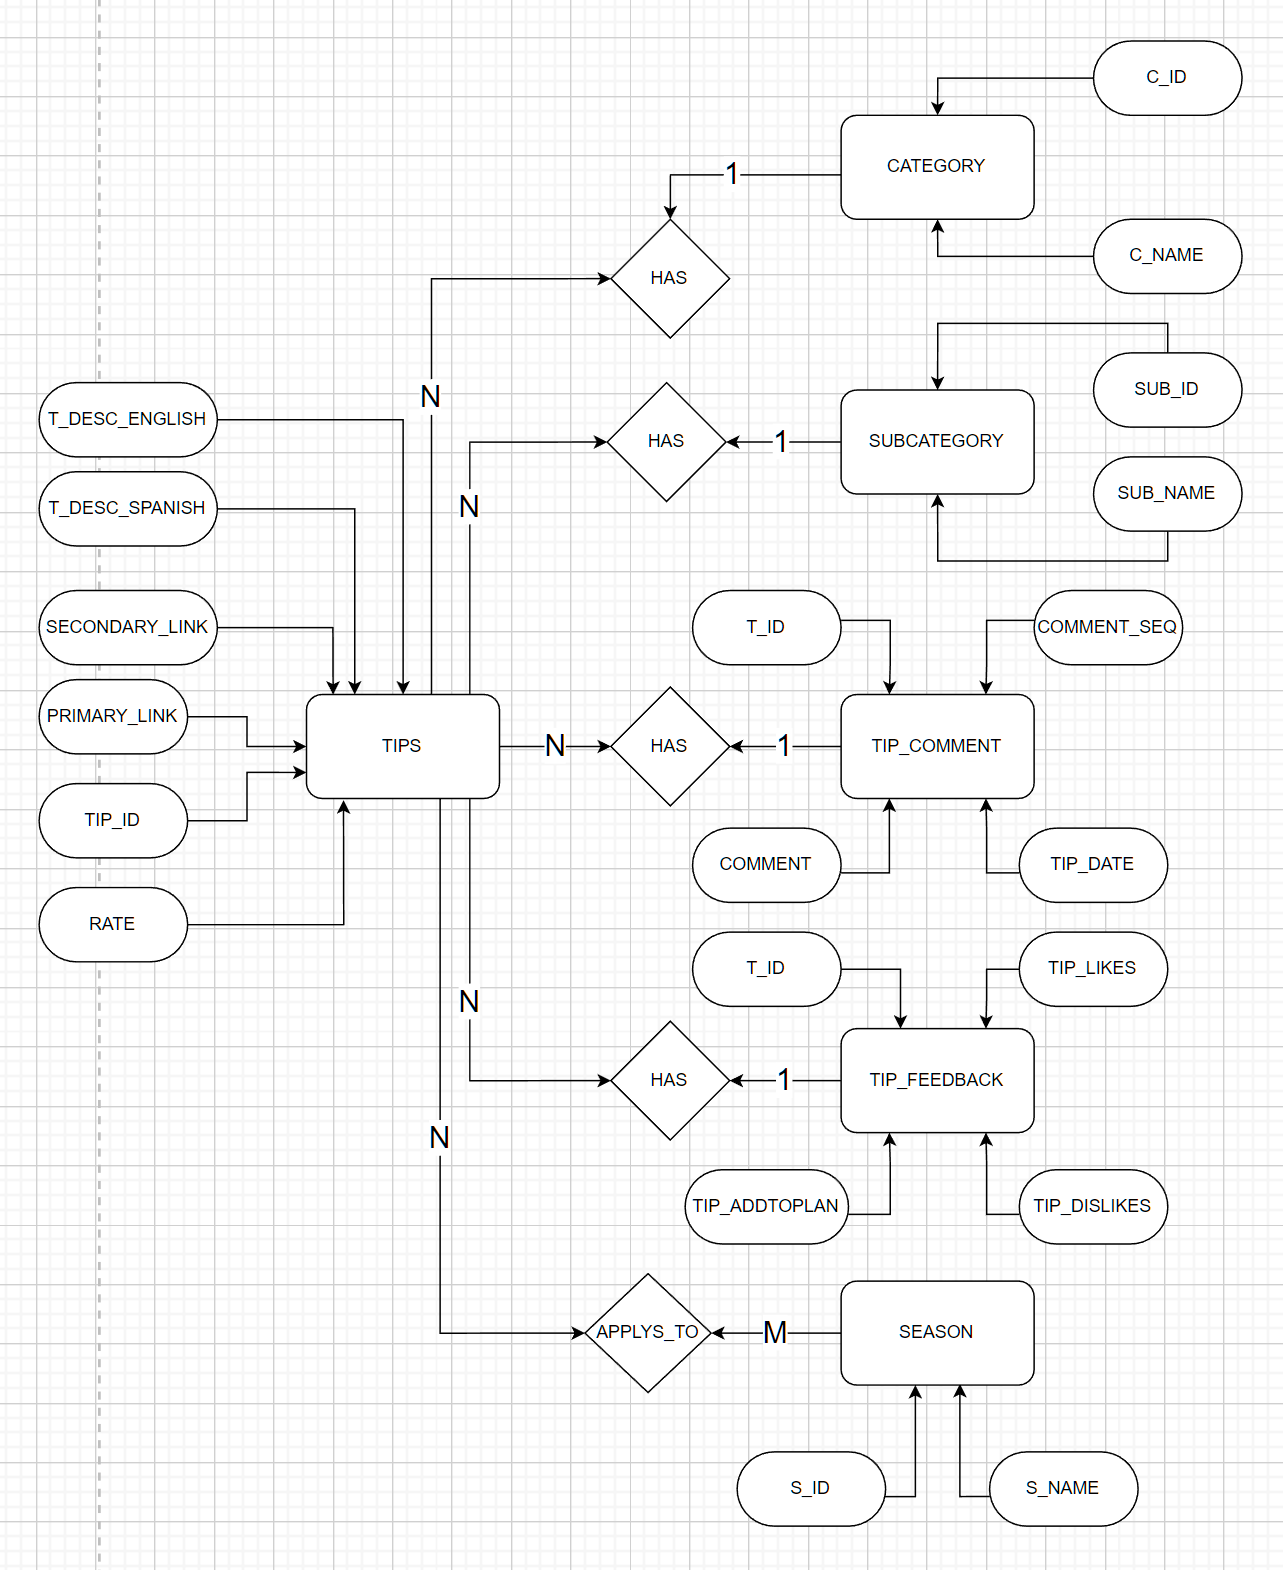 C_ID
CATEGORY
1
C_NAME
HAS
SUB_ID
N
T_DESC_ENGLISH
HAS
1
SUBCATEGORY
SUB_NAME
T_DESC_SPANISH
N
SECONDARY_LINK
T_ID
COMMENT_SEQ
PRIMARY_LINK
TIPS
N
HAS
1
TIP_COMMENT
TIP_ID
COMMENT
TIP_DATE
RATE
T_ID
TIP_LIKES
N
HAS
1
TIP_FEEDBACK
N
TIP_ADDTOPLAN
TIP_DISLIKES
APPLYS_TO
M
SEASON
S_ID
S_NAME